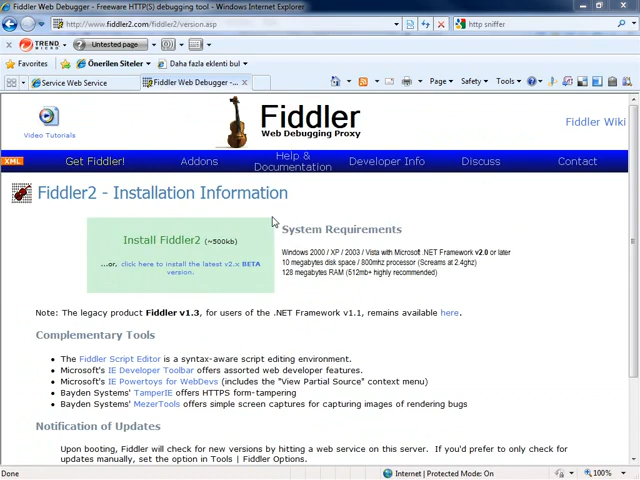 Fiddler Web Debugger - Freeware HTTP(S) debugging tool - Windows Internet Explorer
http://www.fiddler2.com/fiddler2/version.asp
http sniffer
TREND MICRO
Untested page
Favorites
Önerilen Siteler
Daha fazla eklenti bul
Service Web Service
Fiddler Web Debugger - ...
Page
Safety
Tools
Video Tutorials
Fiddler
Web Debugging Proxy
Fiddler Wiki
XML
Get Fiddler!
Addons
Help & Documentation
Developer Info
Discuss
Contact
Fiddler2 - Installation Information
Install Fiddler2 (~500kb)
...or, click here to install the latest v2.x BETA
version.
System Requirements
Windows 2000 / XP / 2003 / Vista with Microsoft .NET Framework v2.0 or later
10 megabytes disk space / 800mhz processor (Screams at 2.4ghz)
128 megabytes RAM (512mb+ highly recommended)
Note: The legacy product Fiddler v1.3, for users of the .NET Framework v1.1, remains available here.
Complementary Tools
The Fiddler Script Editor is a syntax-aware script editing environment.
Microsoft's IE Developer Toolbar offers assorted web developer features.
Microsoft's IE Powertoys for WebDevs (includes the "View Partial Source" context menu)
Bayden Systems' TamperIE offers HTTPS form-tampering
Bayden Systems' MezerTools offers simple screen captures for capturing images of rendering bugs
Notification of Updates
Upon booting, Fiddler will check for new versions by hitting a web service on this server. If you'd prefer to only check for
updates manually, set the option in Tools | Fiddler Options.
Done
Internet | Protected Mode: On
100%